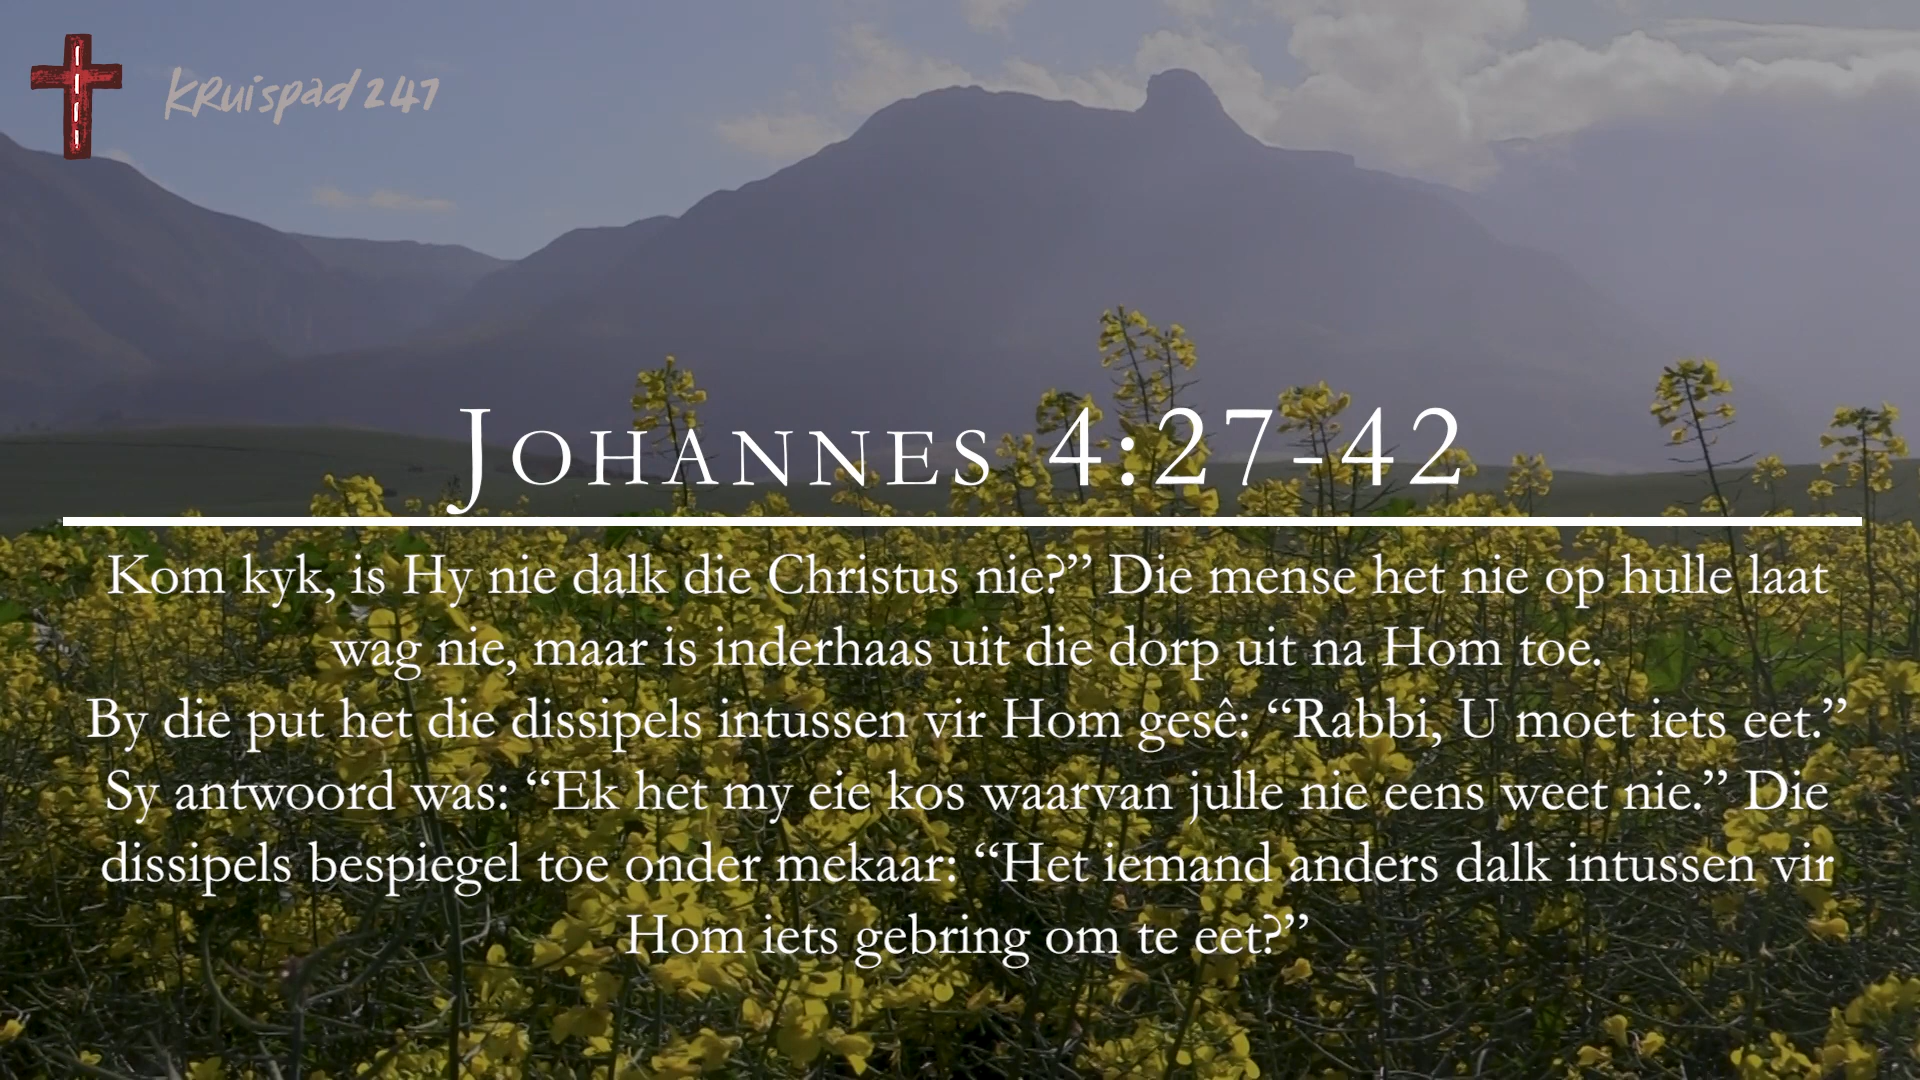 KRuispad 247
Johannes 4:27-42
Kom kyk, is Hy nie dalk die Christus nie?” Die mense het nie op hulle laat
wag nie, maar is inderhaas uit die dorp uit na Hom toe.
By die put het die dissipels intussen vir Hom gesê: “Rabbi, U moet iets eet.”
Sy antwoord was: “Ek het my eie kos waarvan julle nie eens weet nie.” Die
dissipels bespiegel toe onder mekaar: “Het iemand anders dalk intussen vir
Hom iets gebring om te eet?”